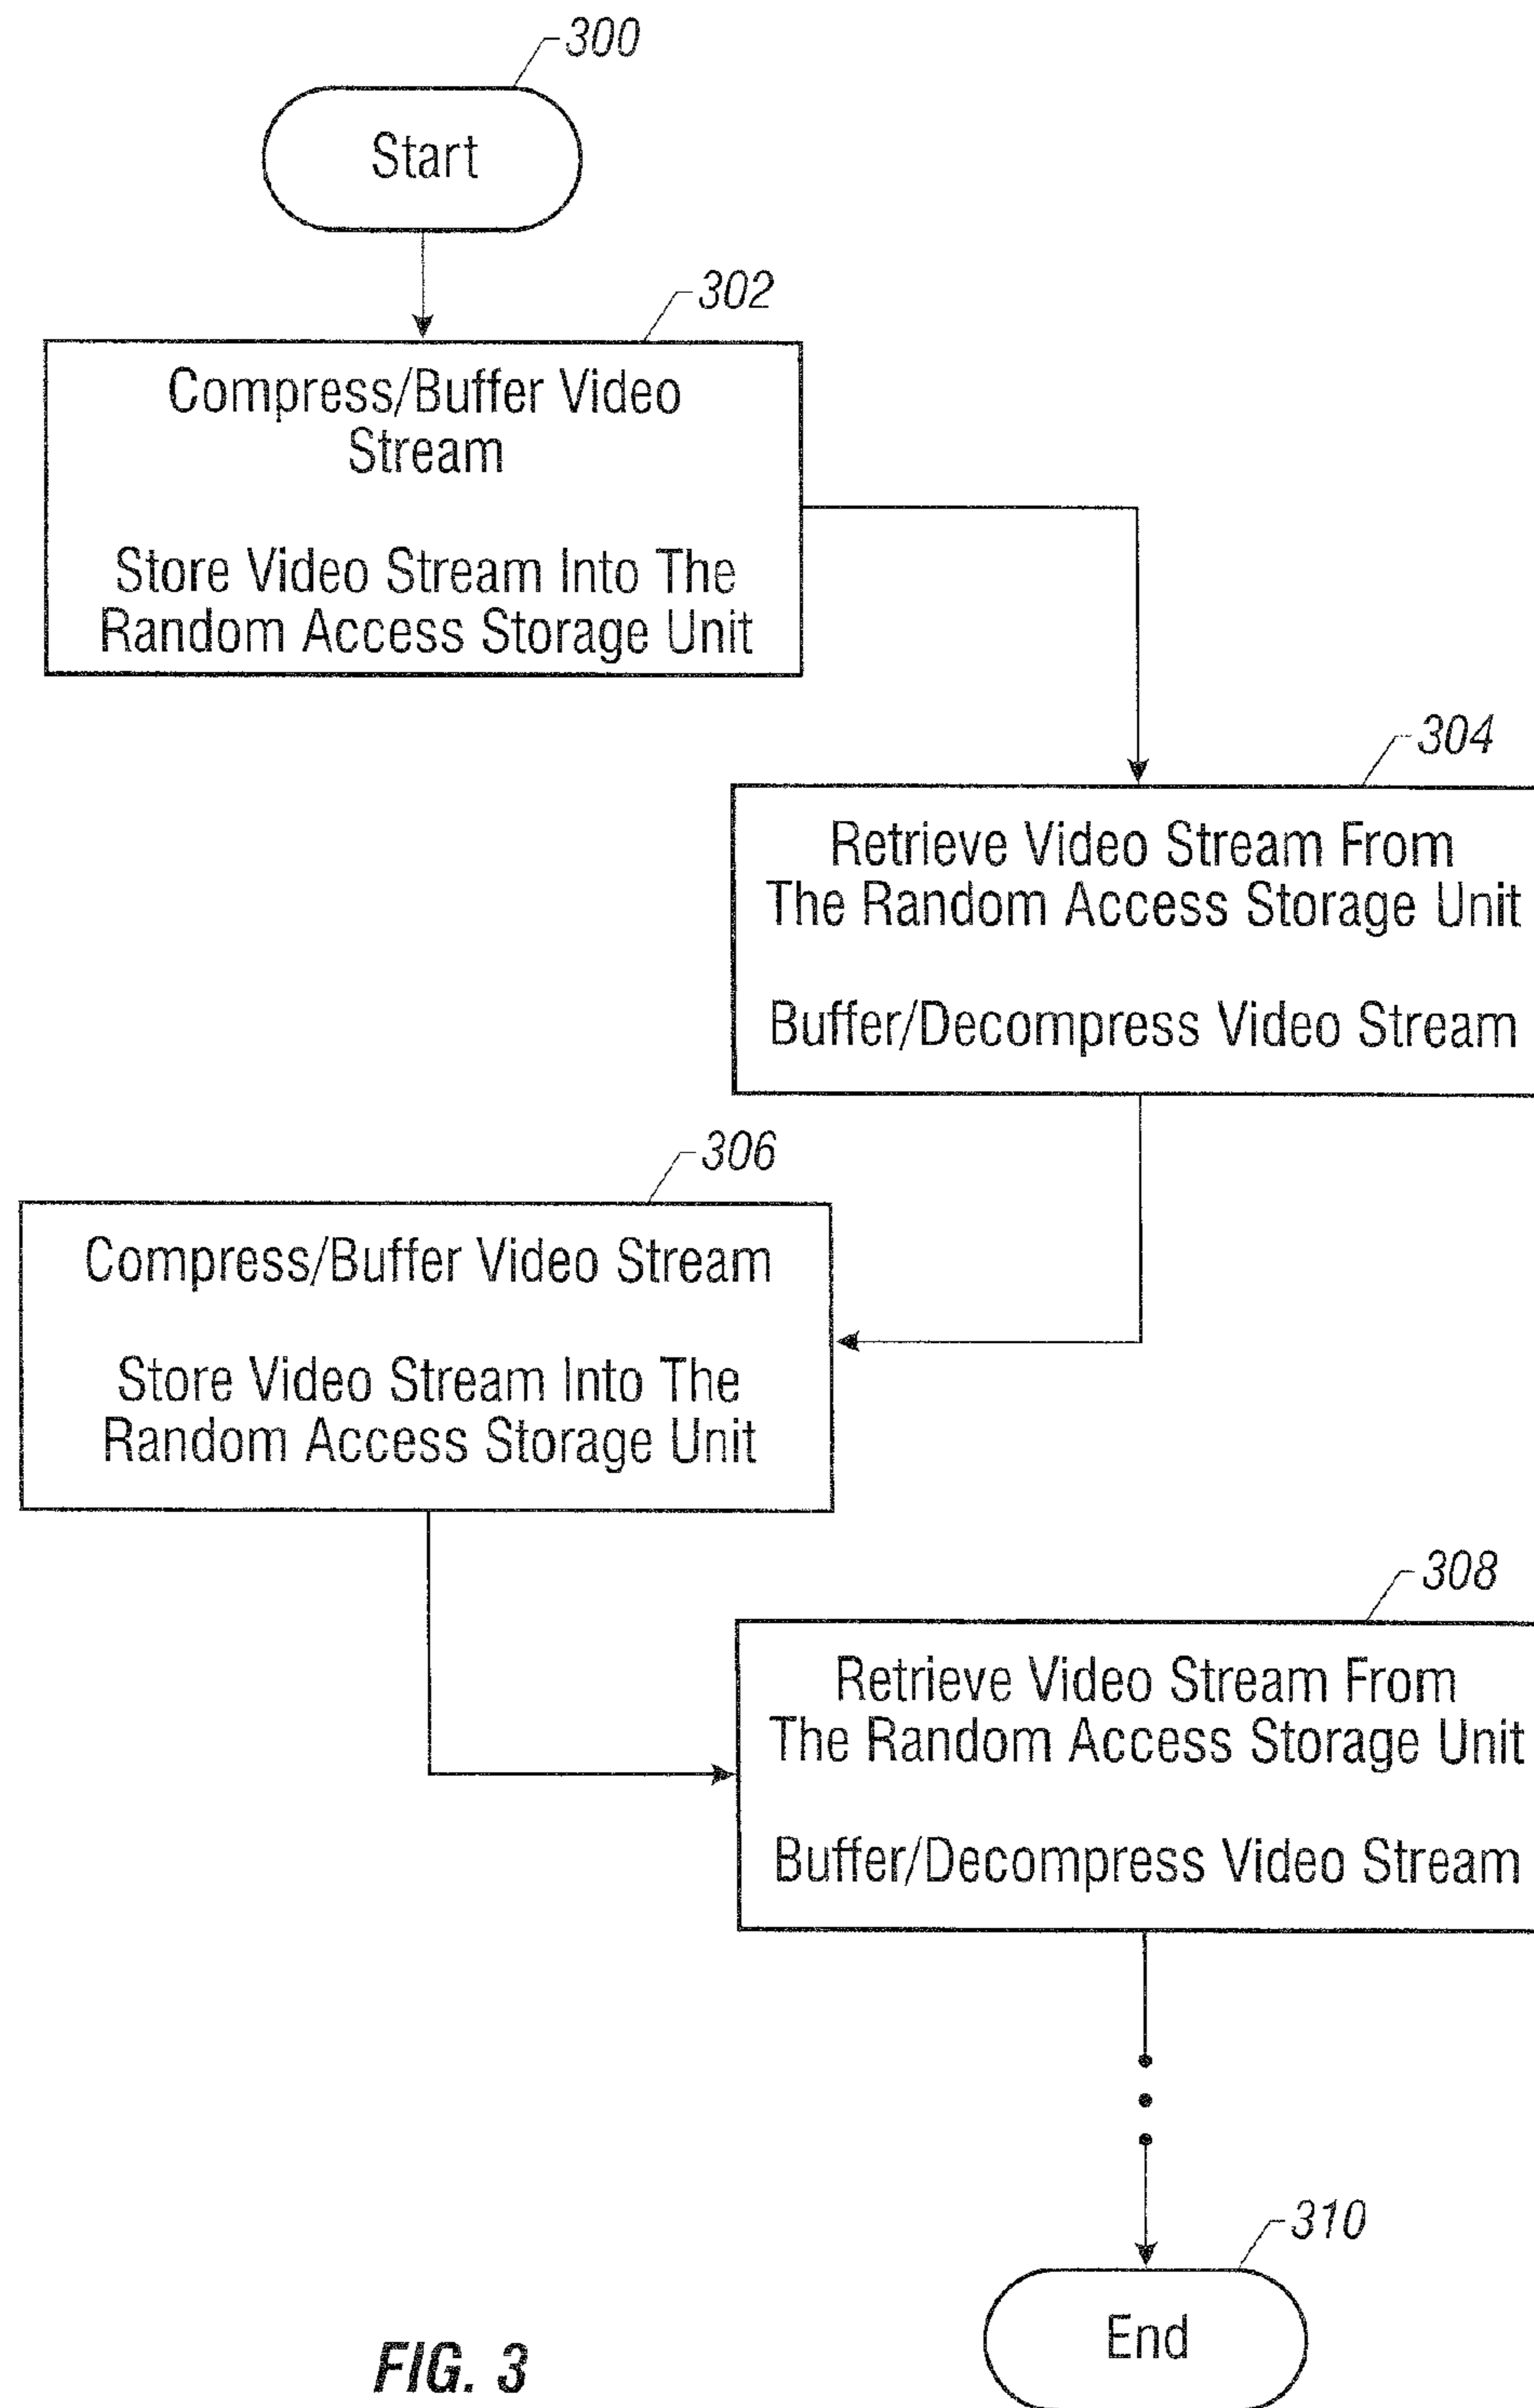 300
Start
302
Compress/Buffer Video
Stream
Store Video Stream Into The
Random Access Storage Unit
304
Retrieve Video Stream From
The Random Access Storage Unit
Buffer/Decompress Video Stream
306
Compress/Buffer Video Stream
Store Video Stream Into The
Random Access Storage Unit
308
Retrieve Video Stream From
The Random Access Storage Unit
Buffer/Decompress Video Stream
310
End
FIG. 3